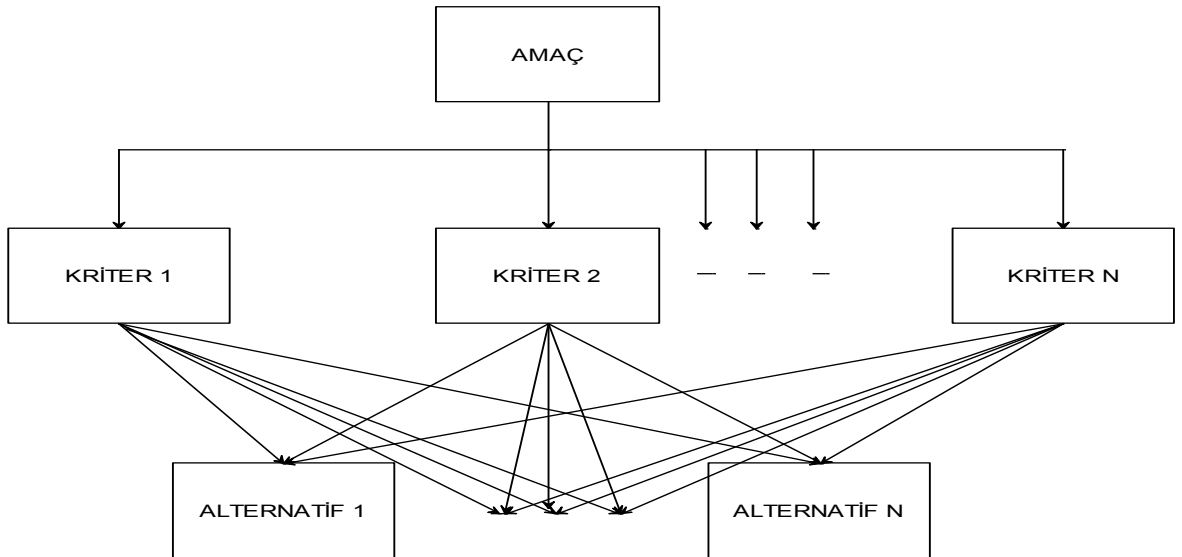 AMAÇ
KRİTER 1
KRİTER 2
— — —
KRİTER N
ALTERNATİF 1
ALTERNATİF N